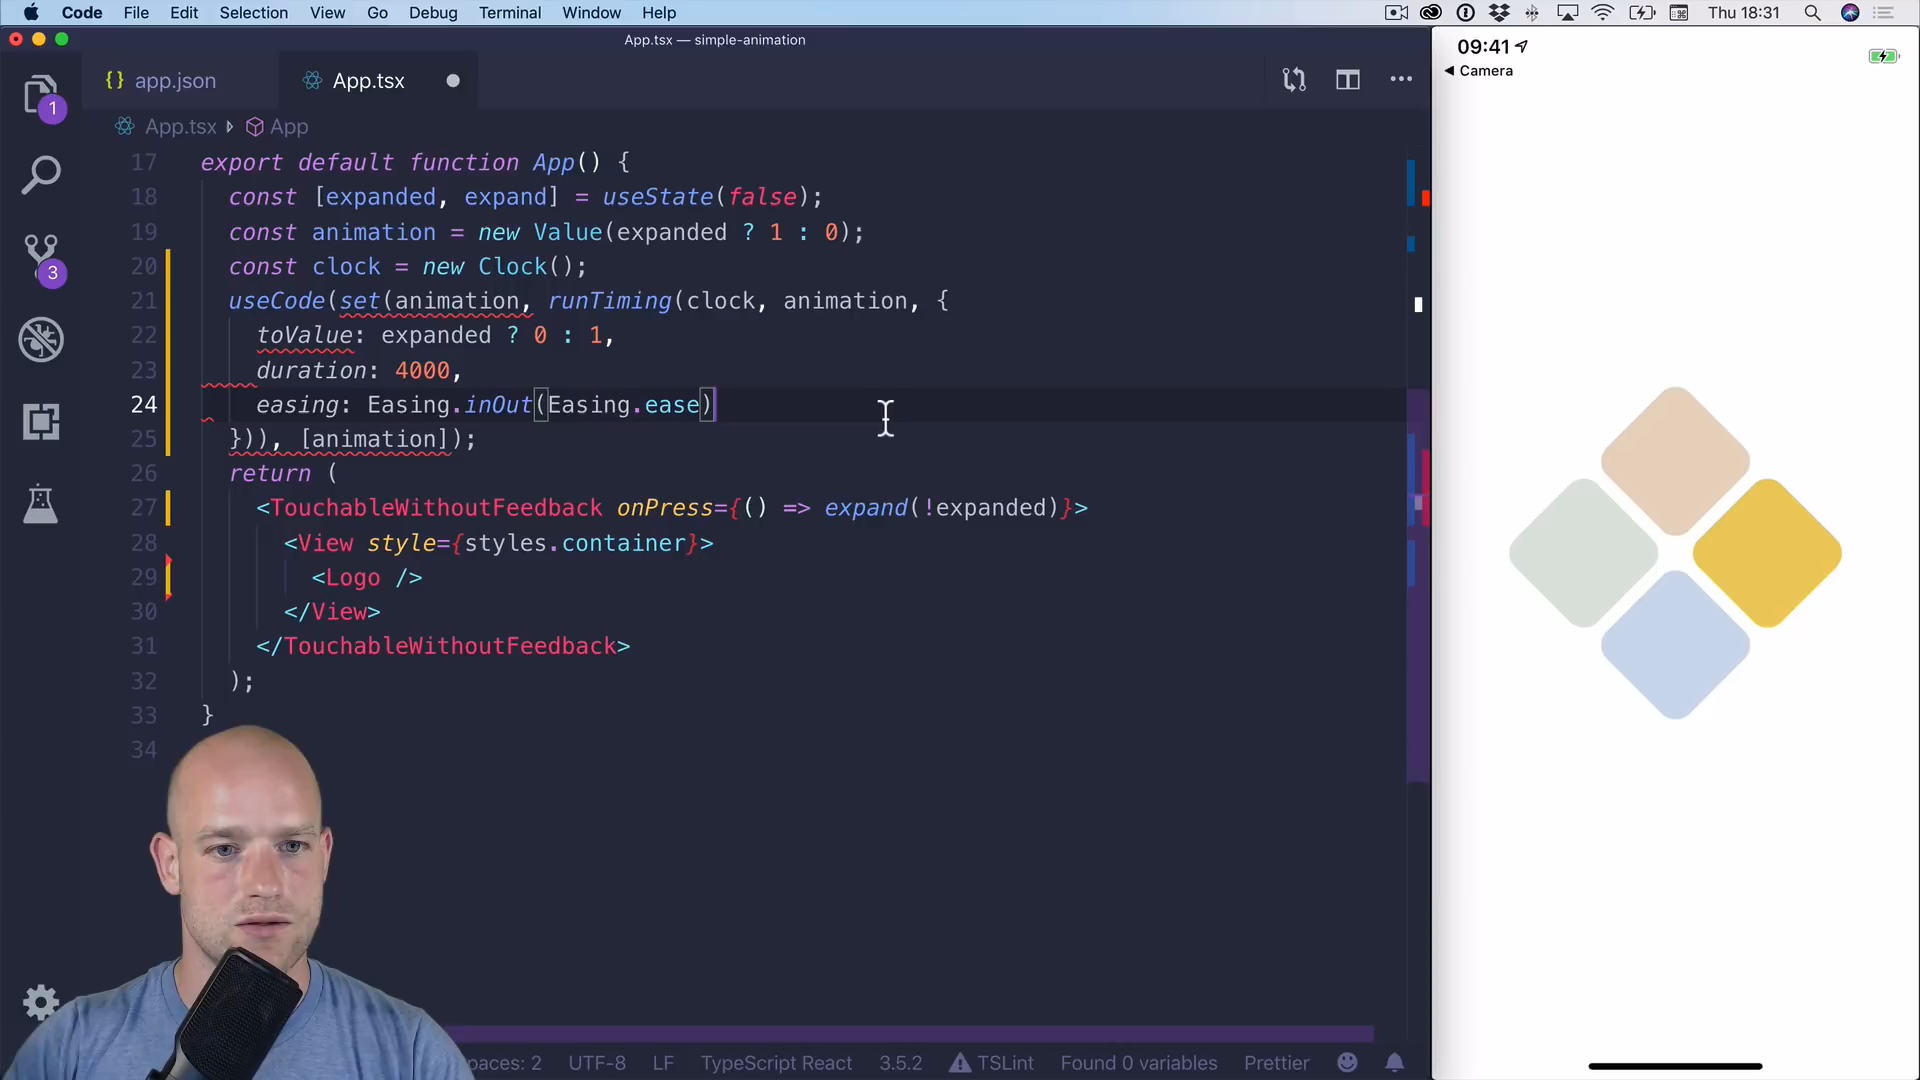 Code File Edit Selection View Go Debug Terminal Window Help Thu 18:31
App.tsx — simple-animation
{} app.json App.tsx
App.tsx App
1
3
17 export default function App() {
18 const [expanded, expand] = useState(false);
19 const animation = new Value(expanded ? 1 : 0);
20 const clock = new Clock();
21 useCode(set(animation, runTiming(clock, animation, {
22 toValue: expanded ? 0 : 1,
23 duration: 4000,
24 easing: Easing.inOut(Easing.ease)
25 })), [animation]);
26 return (
27 <TouchableWithoutFeedback onPress={() => expand(!expanded)}>
28 <View style={styles.container}>
29 <Logo />
30 </View>
31 </TouchableWithoutFeedback>
32 );
33 }
34
paces: 2 UTF-8 LF TypeScript React 3.5.2 TSLint Found 0 variables Prettier
09:41
Camera